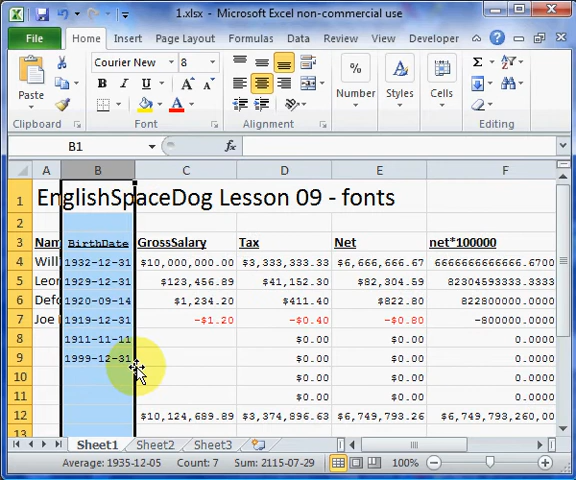 1.xlsx - Microsoft Excel non-commercial use
File Home Insert Page Layout Formulas Data Review View Developer
Paste
Courier New 8
B I U A A
A
%
Number
A
Styles
Cells
Σ
Clipboard Font Alignment Editing
B1 fx
A B C D E F
1 EnglishSpaceDog Lesson 09 - fonts
2
3 Nam BirthDate GrossSalary Tax Net net*100000
4 Will 1932-12-31 $10,000,000.00 $3,333,333.33 $6,666,666.67 6666666666666.6700
5 Leon 1929-12-31 $123,456.89 $41,152.30 $82,304.59 82304593333.3333
6 Defo 1920-09-14 $1,234.20 $411.40 $822.80 822800000.0000
7 Joe 1919-12-31 -$1.20 -$0.40 -$0.80 -800000.0000
8 1911-11-11 $0.00 $0.00 0.0000
9 1999-12-31 $0.00 $0.00 0.0000
10 $0.00 $0.00 0.0000
11 $0.00 $0.00 0.0000
12 $10,124,689.89 $3,374,896.63 $6,749,793.26 $6,749,793,260,00
13
Sheet1 Sheet2 Sheet3
Average: 1935-12-05 Count: 7 Sum: 2115-07-29 100%